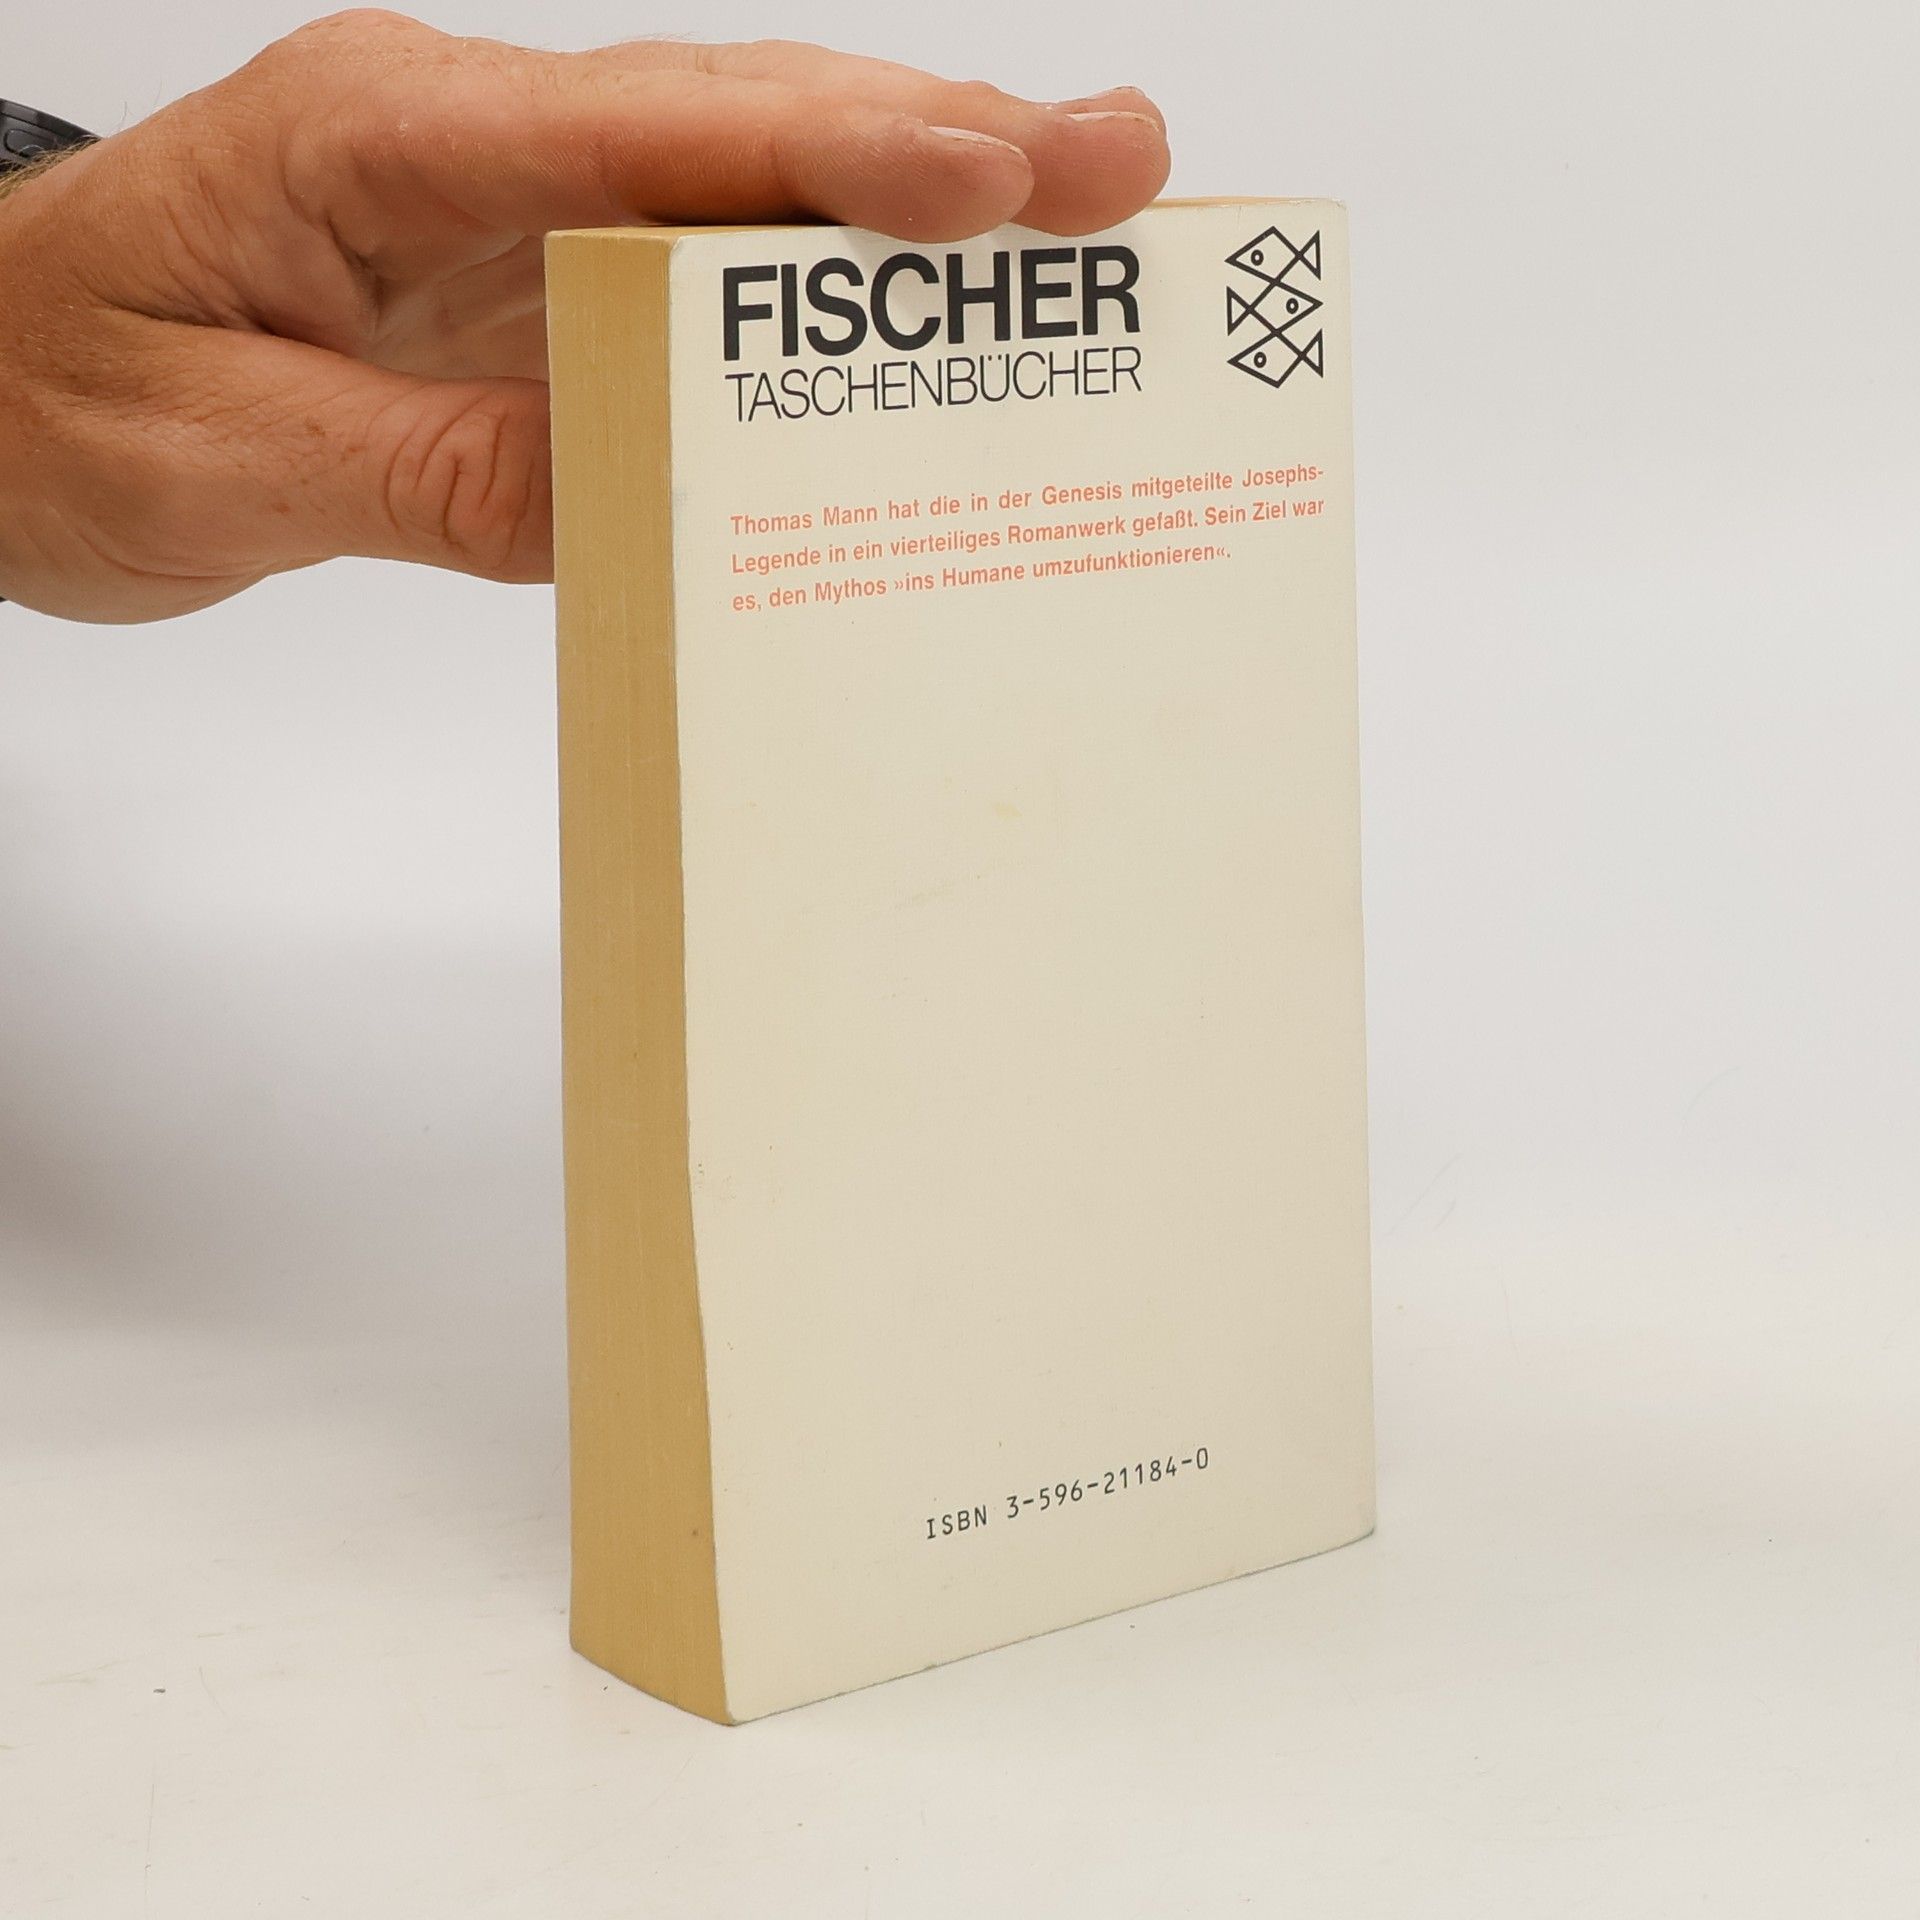 FISCHER
TASCHENBÜCHER
Thomas Mann hat die in der Genesis mitgeteilte Josephs-
Legende in ein vierteiliges Romanwerk gefaßt. Sein Ziel war
es, den Mythos »ins Humane umzufunktionieren«.
ISBN 3-596-21184-0